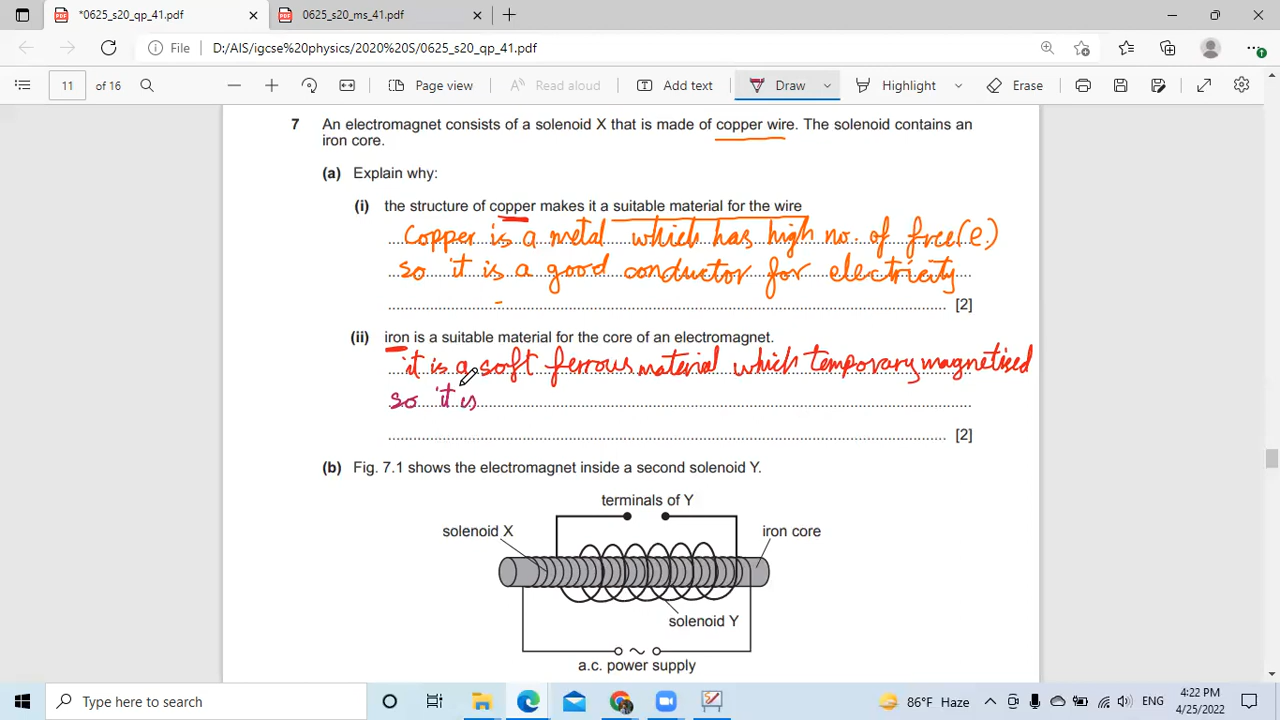 *0625_s20_qp_41.pdf
0625_s20_ms_41.pdf
File
D:/AIS/igcse%20physics/2020%20S/0625_s20_qp_41.pdf
11 of 16
Page view
Read aloud
Add text
Draw
Highlight
Erase
7 An electromagnet consists of a solenoid X that is made of copper wire. The solenoid contains an
iron core.
(a) Explain why:
(i) the structure of copper makes it a suitable material for the wire
Copper is a metal which has high no. of free (e.)
so it is a good conductor for electricity
[2]
(ii) iron is a suitable material for the core of an electromagnet.
it is a soft ferrous material which temporary magnetised
so it is
[2]
(b) Fig. 7.1 shows the electromagnet inside a second solenoid Y.
terminals of Y
solenoid X
iron core
solenoid Y
a.c. power supply
Type here to search
86°F Haze
ENG
4:22 PM
4/25/2022